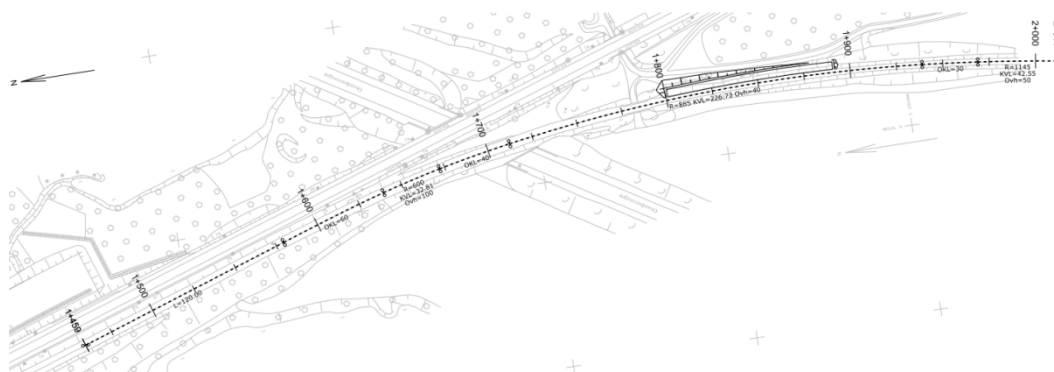 N
2+000
1+900
1+800
1+700
1+600
1+500
1+459
OKL=30
R=1145
KVL=42.55
Ovh=50
R=885 KVL=226.73 Ovh=40
OKL=40
R=600
KVL=32.81
Ovh=100
OKL=60
L=120.00